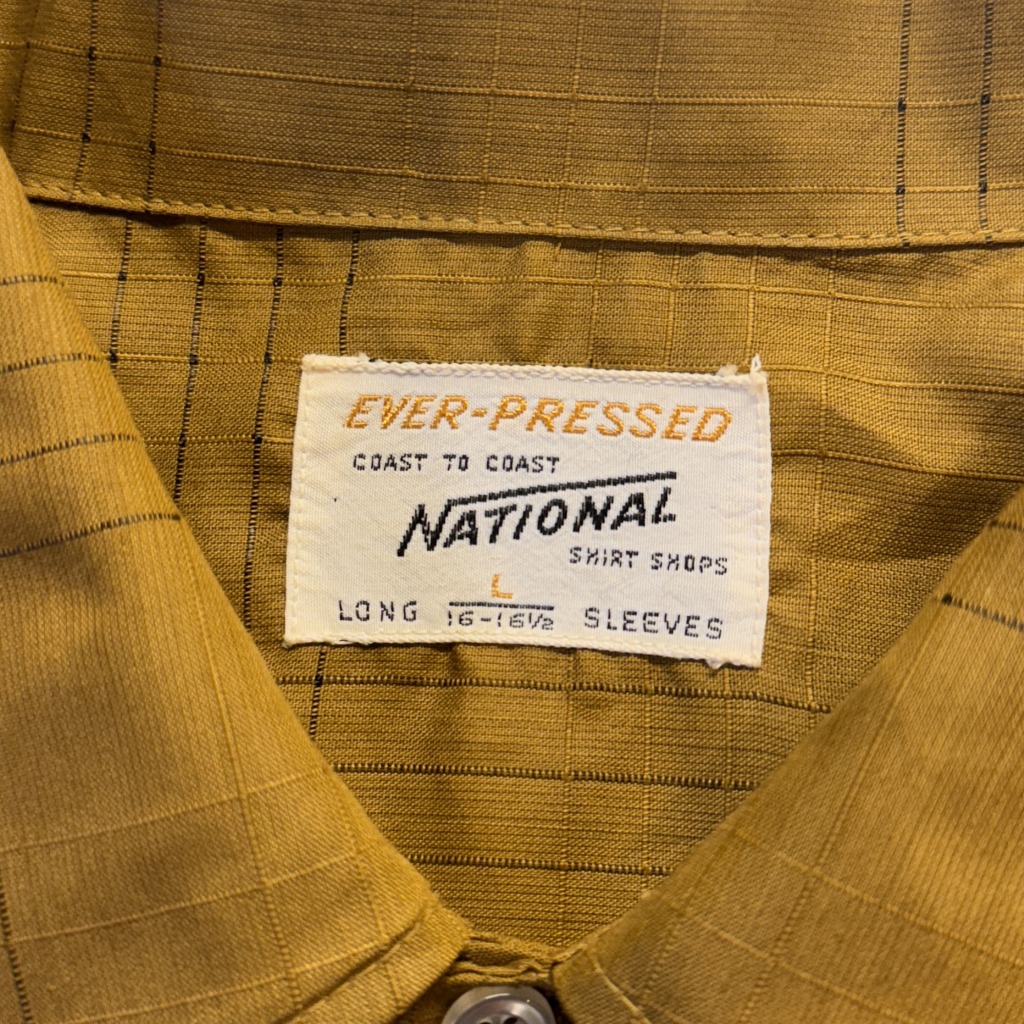 EVER-PRESSED
COAST TO COAST
NATIONAL
SHIRT SHOPS
L
LONG 16-16½ SLEEVES